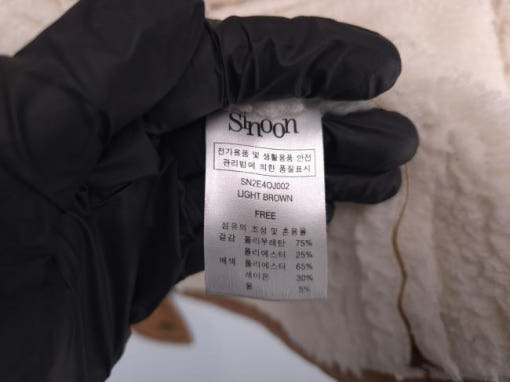 Sinoon
전기용품 및 생활용품 안전
관리법에 의한 품질표시
SN2E4OJ002
LIGHT BROWN
FREE
섬유의 조성 및 혼용율
겉감 폴리우레탄 75%
폴리에스터 25%
배색 폴리에스터 65%
레이온 30%
울 5%